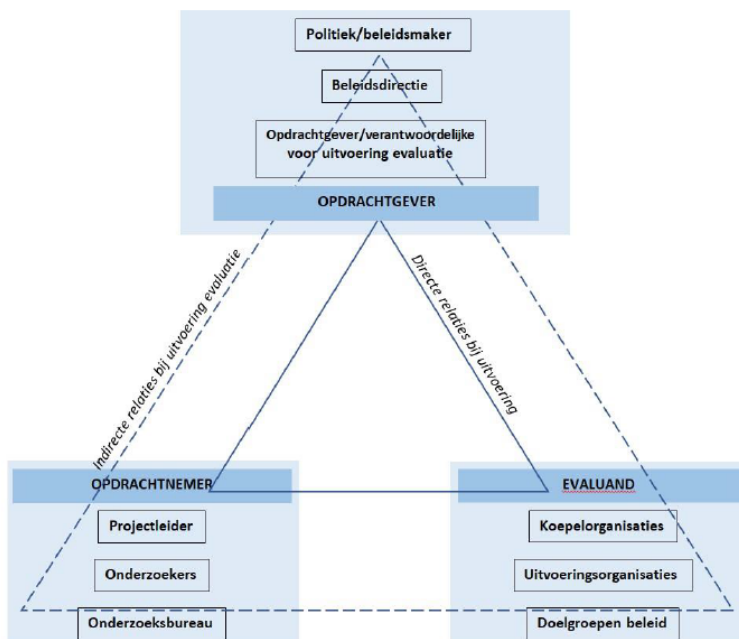 Politiek/beleidsmaker
Beleidsdirectie
Opdrachtgever/verantwoordelijke
voor uitvoering evaluatie
OPDRACHTGEVER
Indirecte relaties bij uitvoering evaluatie
Directe relaties bij uitvoering
OPDRACHTNEMER
Projectleider
Onderzoekers
Onderzoeksbureau
EVALUAND
Koepelorganisaties
Uitvoeringsorganisaties
Doelgroepen beleid